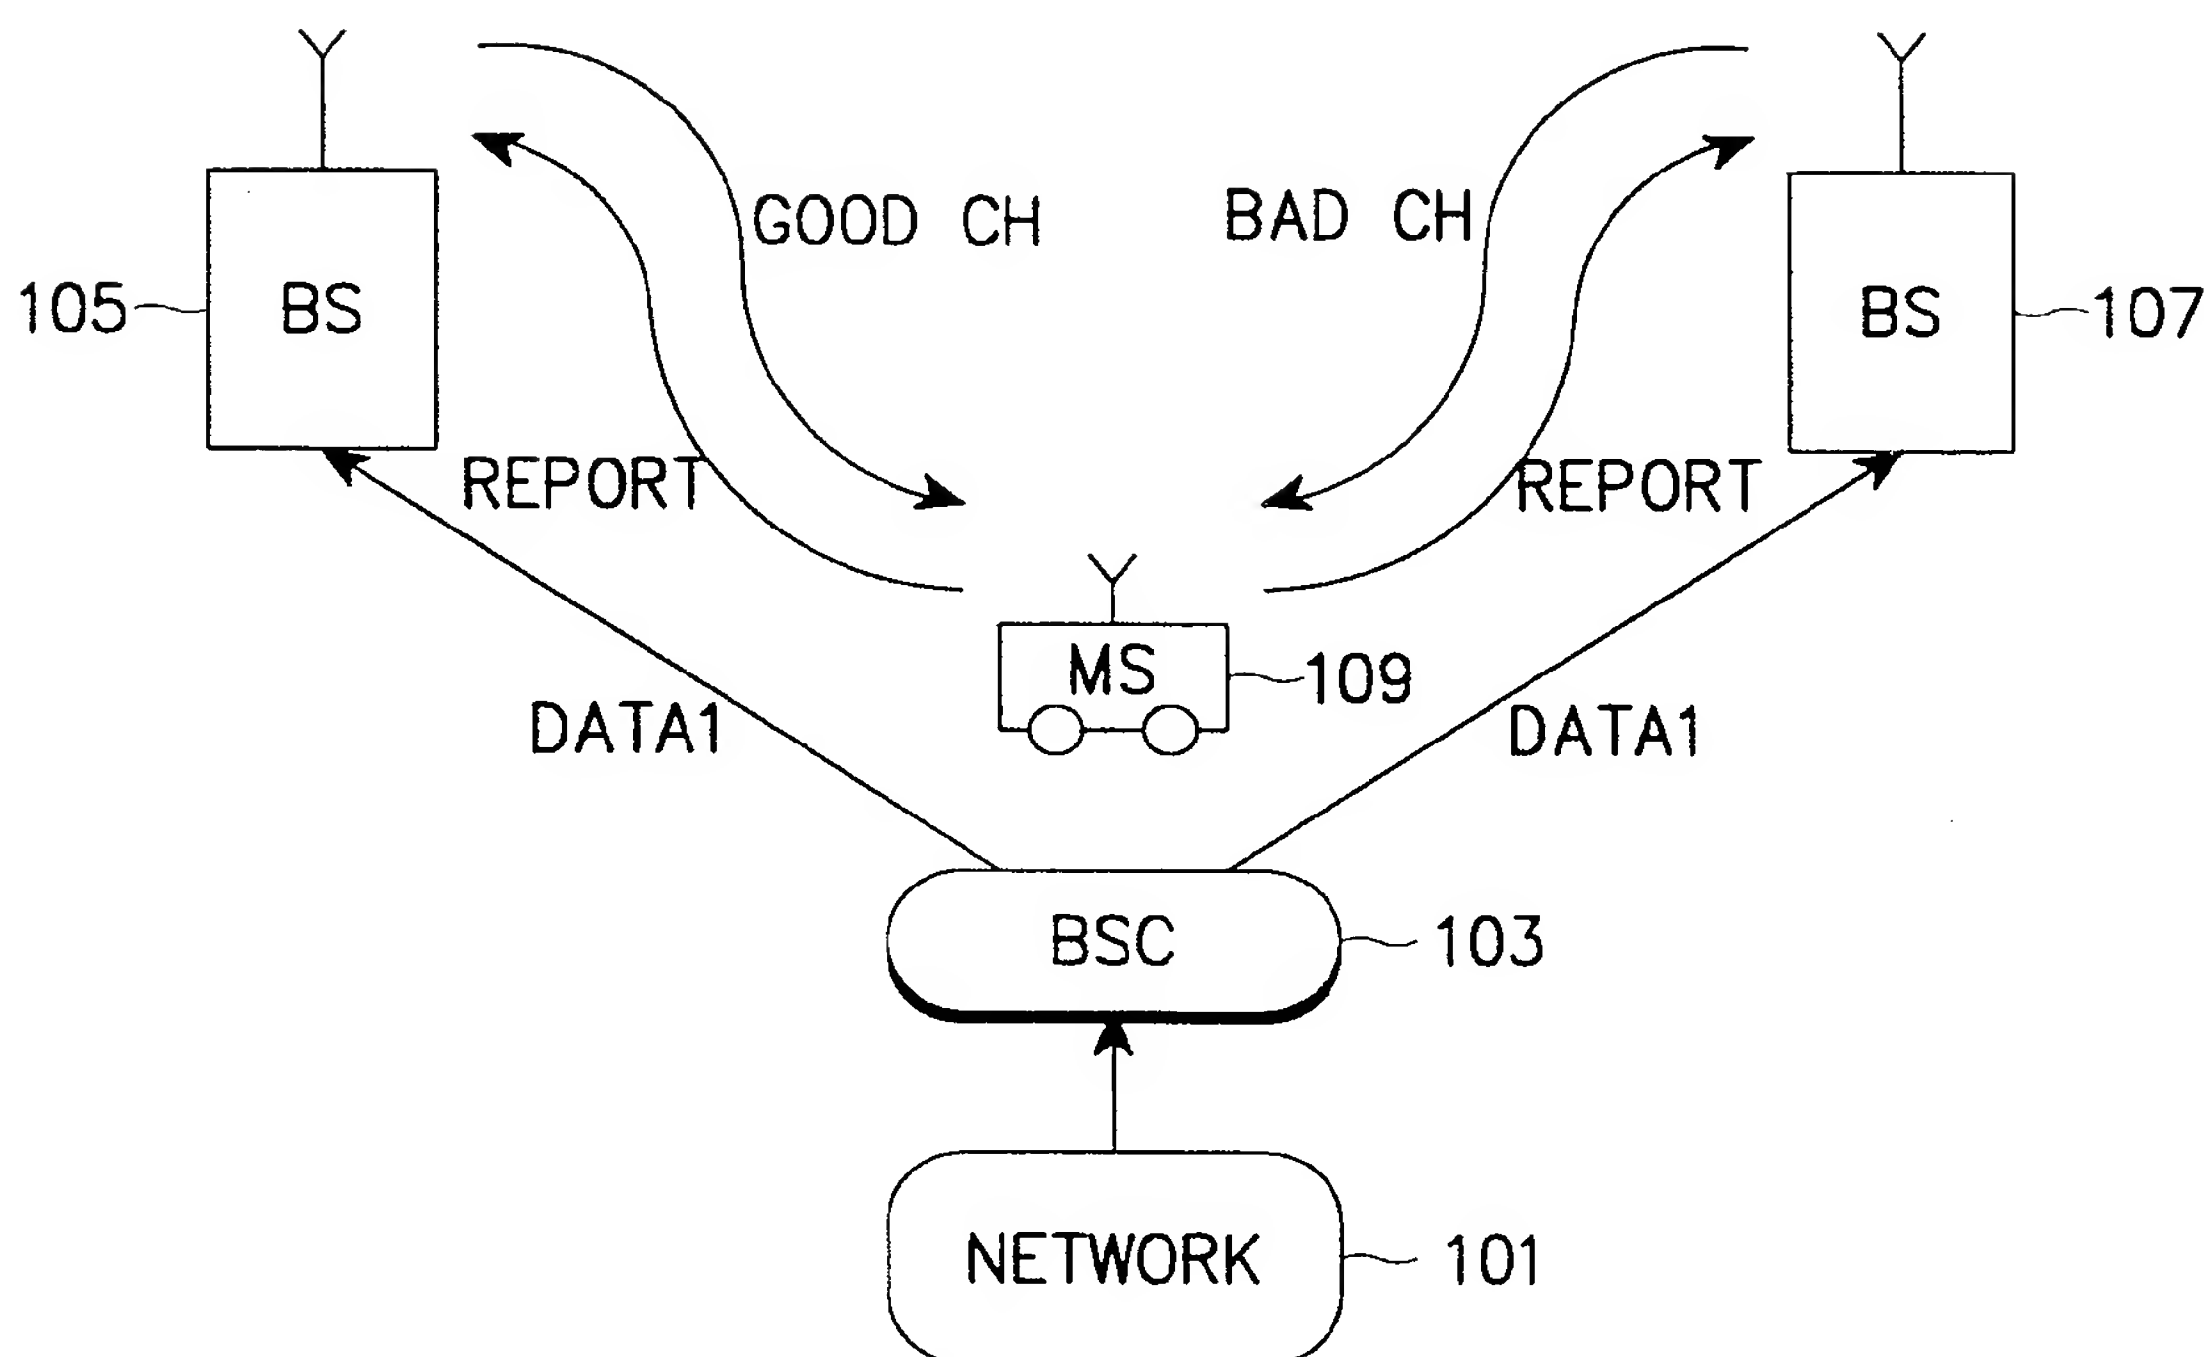 GOOD CH
BAD CH
105
BS
BS
107
REPORT
REPORT
MS
109
DATA1
DATA1
BSC
103
NETWORK
101